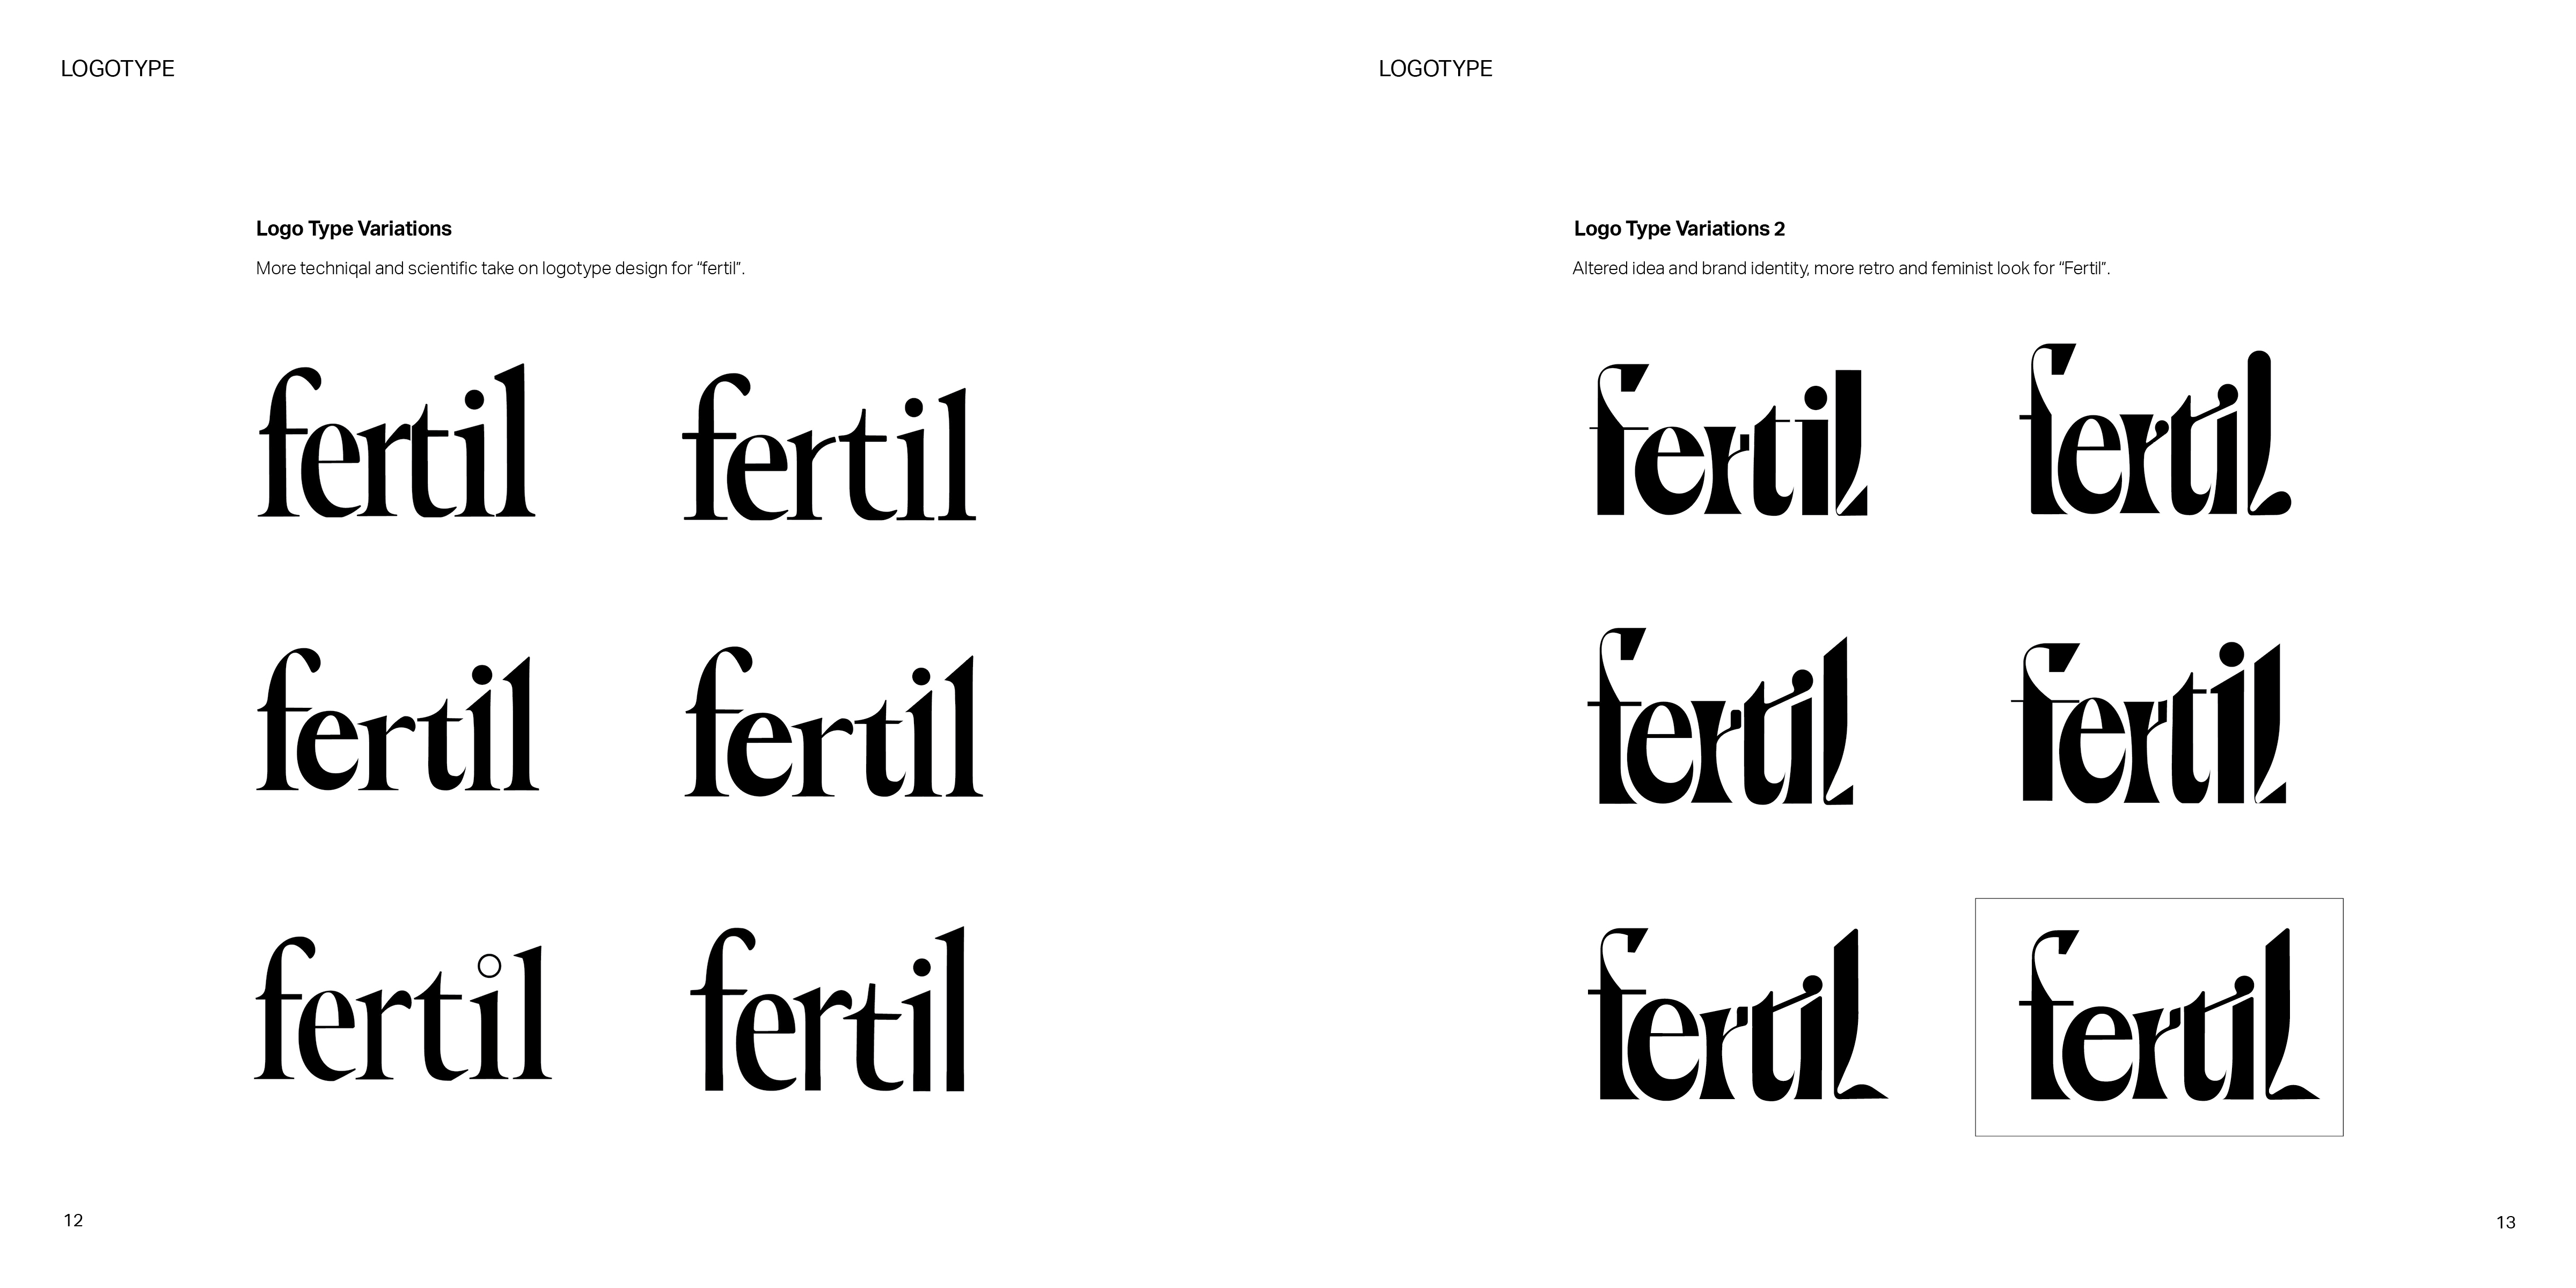 LOGOTYPE
Logo Type Variations
More techniqal and scientific take on logotype design for “fertil”.
fertil fertil
fertil fertil
fertil fertil
12
LOGOTYPE
Logo Type Variations 2
Altered idea and brand identity, more retro and feminist look for “Fertil”.
fertil fertil
fertil fertil
fertil fertil
13